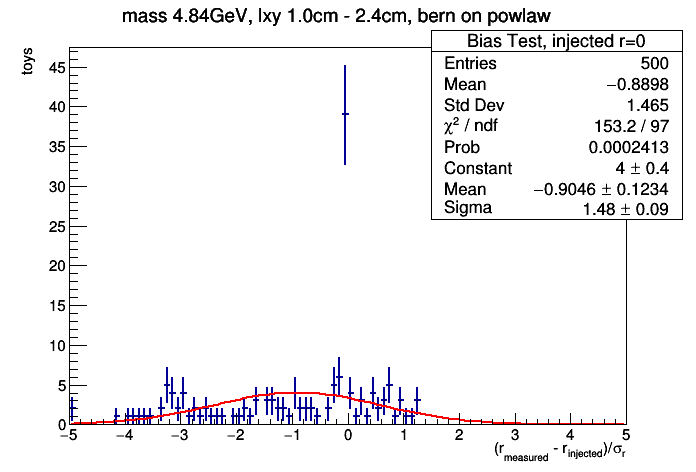 mass 4.84GeV, lxy 1.0cm - 2.4cm, bern on powlaw
Bias Test, injected r=0
Entries 500
Mean −0.8898
Std Dev 1.465
χ² / ndf 153.2 / 97
Prob 0.0002413
Constant 4 ± 0.4
Mean −0.9046 ± 0.1234
Sigma 1.48 ± 0.09
toys
45
40
35
30
25
20
15
10
5
0
−5 −4 −3 −2 −1 0 1 2 3 4 5
(r_measured - r_injected)/σ_r